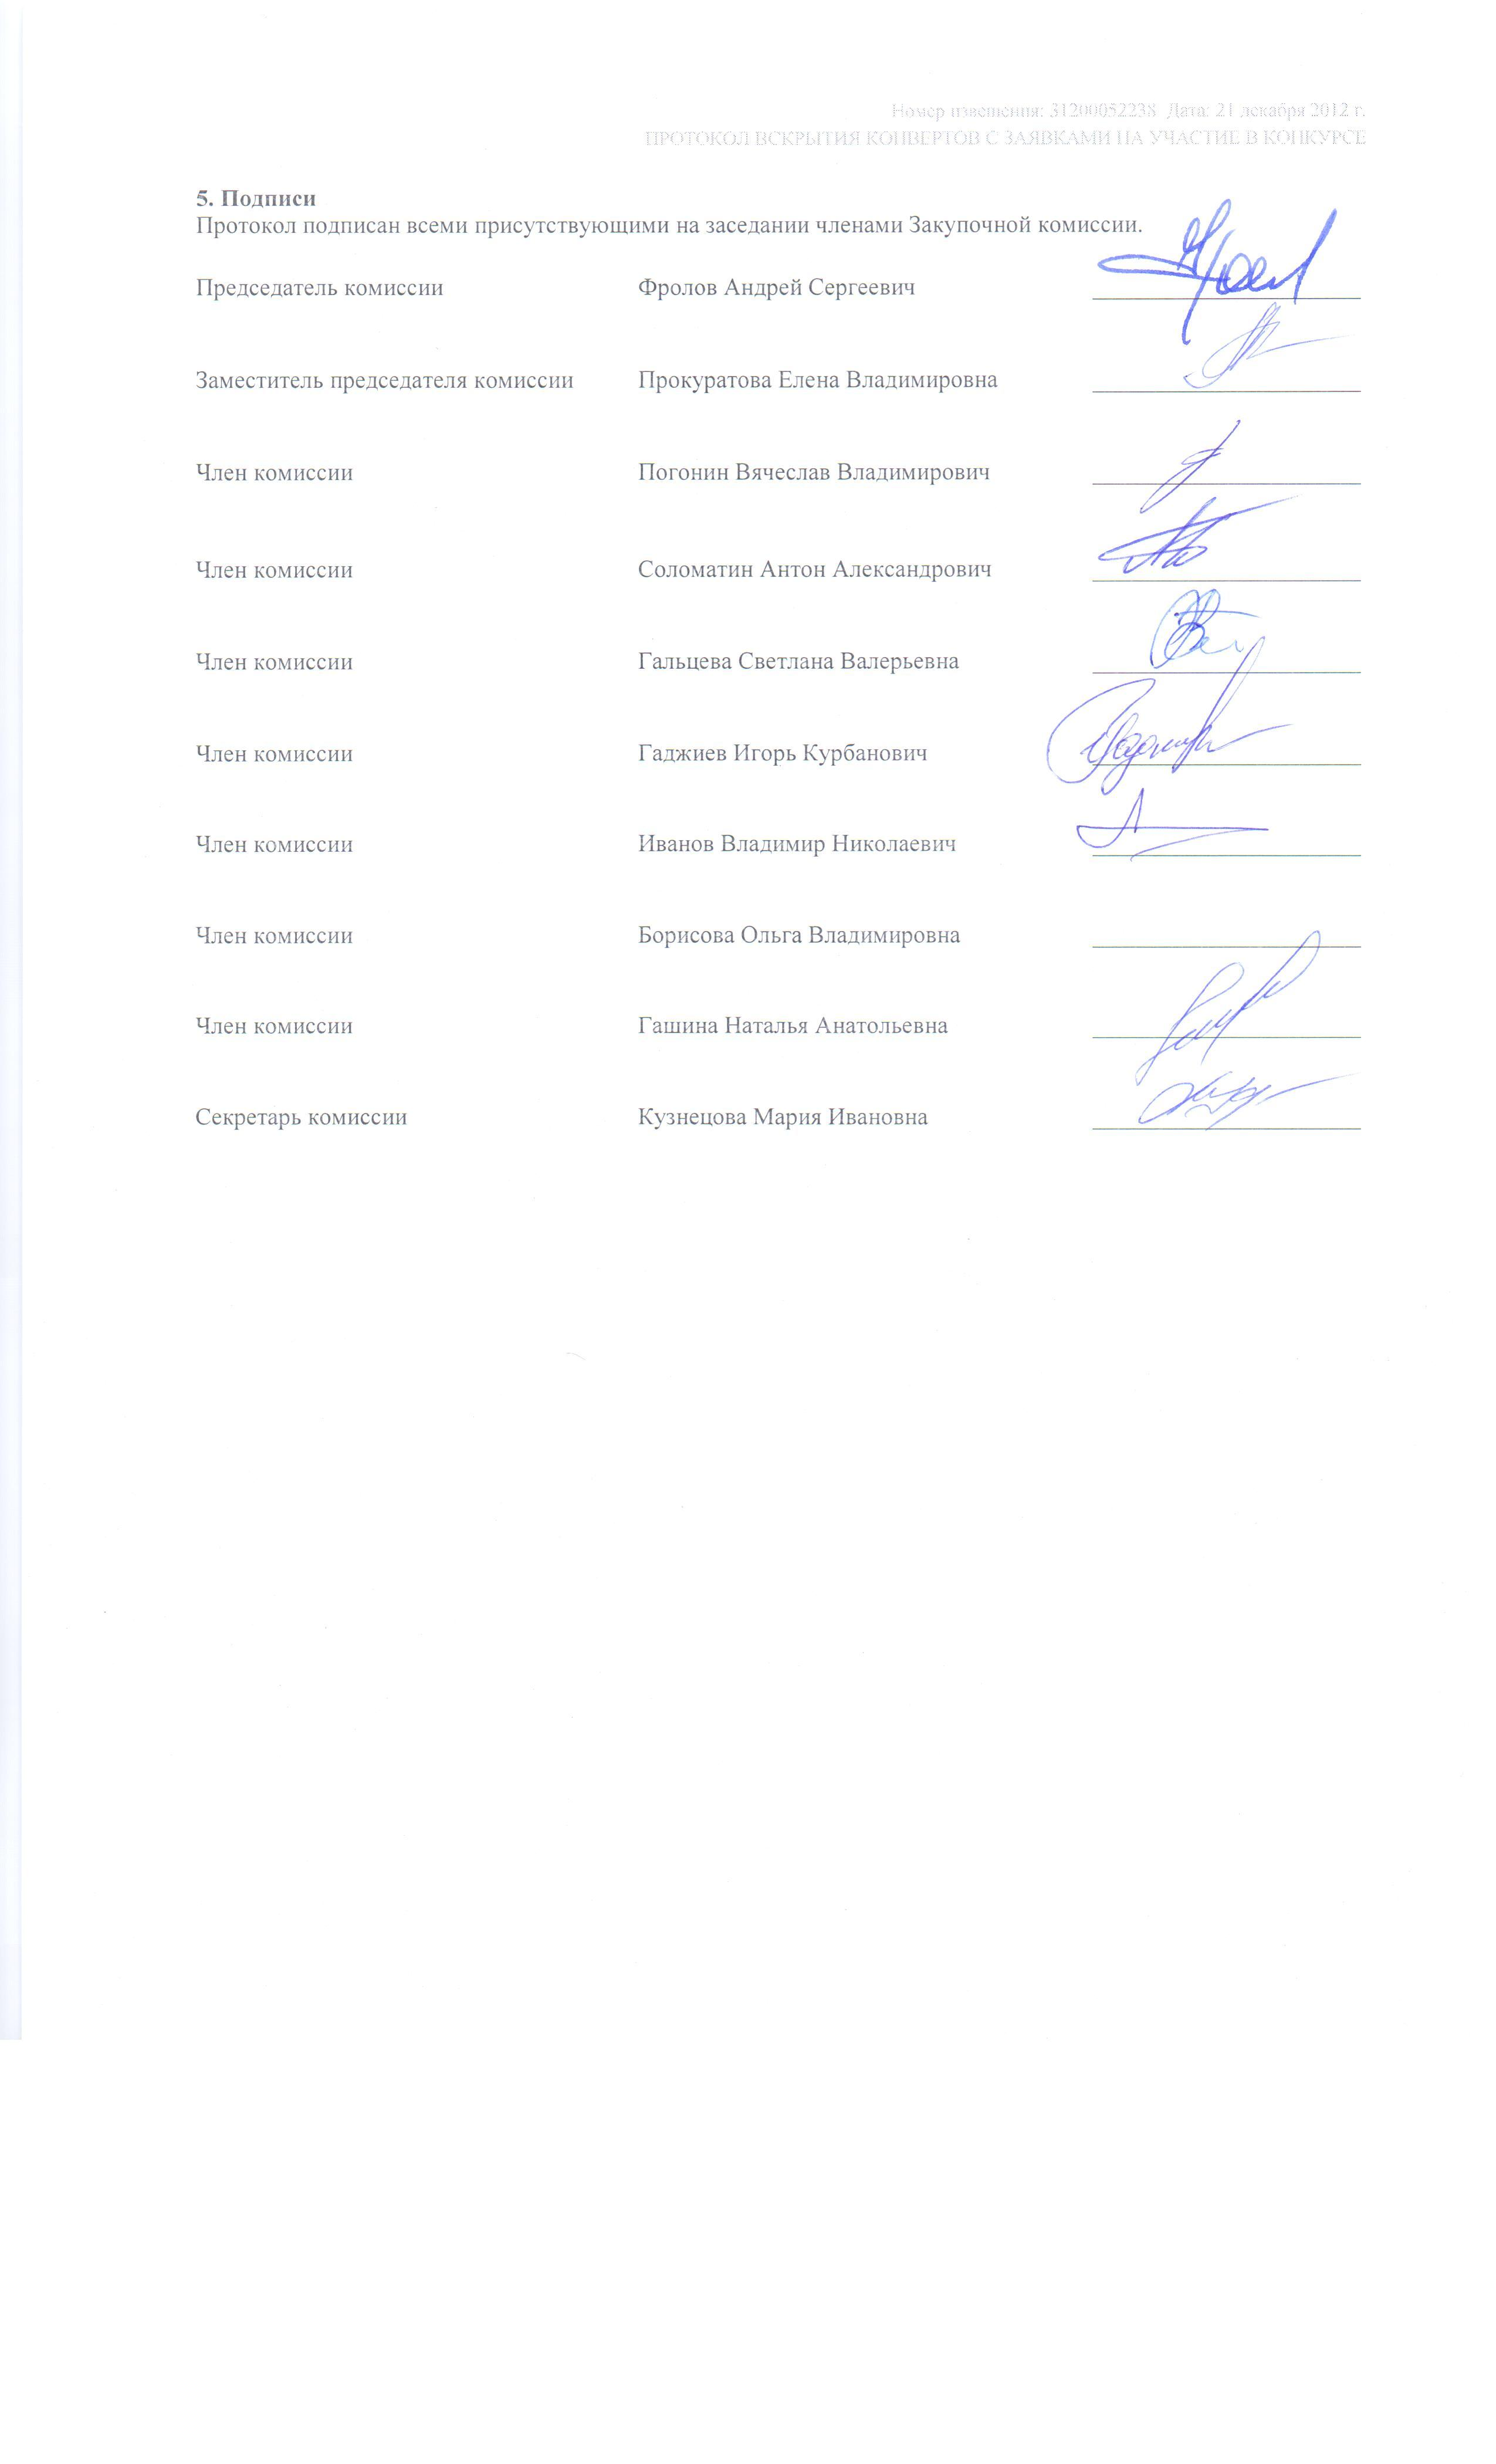 Номер извещения: 31200052238 Дата: 21 декабря 2012 г.
ПРОТОКОЛ ВСКРЫТИЯ КОНВЕРТОВ С ЗАЯВКАМИ НА УЧАСТИЕ В КОНКУРСЕ
5. Подписи
Протокол подписан всеми присутствующими на заседании членами Закупочной комиссии.
Председатель комиссии Фролов Андрей Сергеевич
Заместитель председателя комиссии Прокуратова Елена Владимировна
Член комиссии Погонин Вячеслав Владимирович
Член комиссии Соломатин Антон Александрович
Член комиссии Гальцева Светлана Валерьевна
Член комиссии Гаджиев Игорь Курбанович
Член комиссии Иванов Владимир Николаевич
Член комиссии Борисова Ольга Владимировна
Член комиссии Гашина Наталья Анатольевна
Секретарь комиссии Кузнецова Мария Ивановна